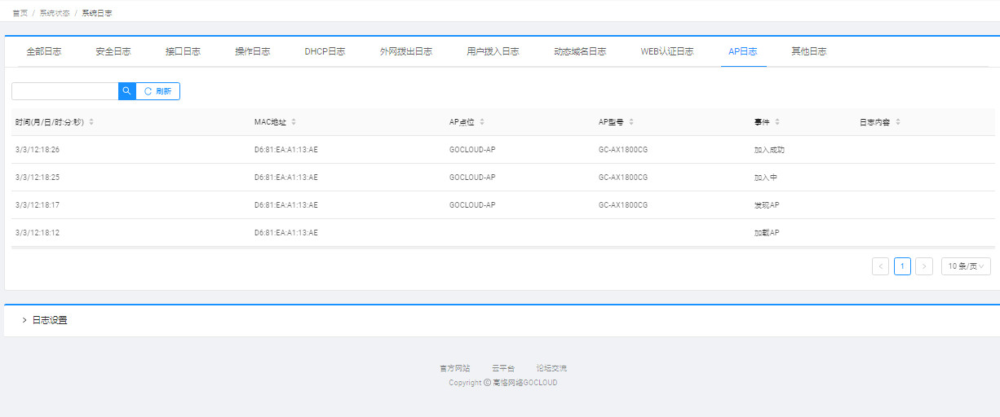 首页 / 系统状态 / 系统日志
全部日志 安全日志 接口日志 操作日志 DHCP日志 外网拨出日志 用户拨入日志 动态域名日志 WEB认证日志 AP日志 其他日志
刷新
时间(月/日/时:分:秒) MAC地址 AP点位 AP型号 事件 日志内容
3/3/12:18:26 D6:81:EA:A1:13:AE GOCLOUD-AP GC-AX1800CG 加入成功
3/3/12:18:25 D6:81:EA:A1:13:AE GOCLOUD-AP GC-AX1800CG 加入中
3/3/12:18:17 D6:81:EA:A1:13:AE GOCLOUD-AP GC-AX1800CG 发现AP
3/3/12:18:12 D6:81:EA:A1:13:AE 加载AP
1 10 条/页
日志设置
官方网站 云平台 论坛交流
Copyright © 高恪网络GOCLOUD